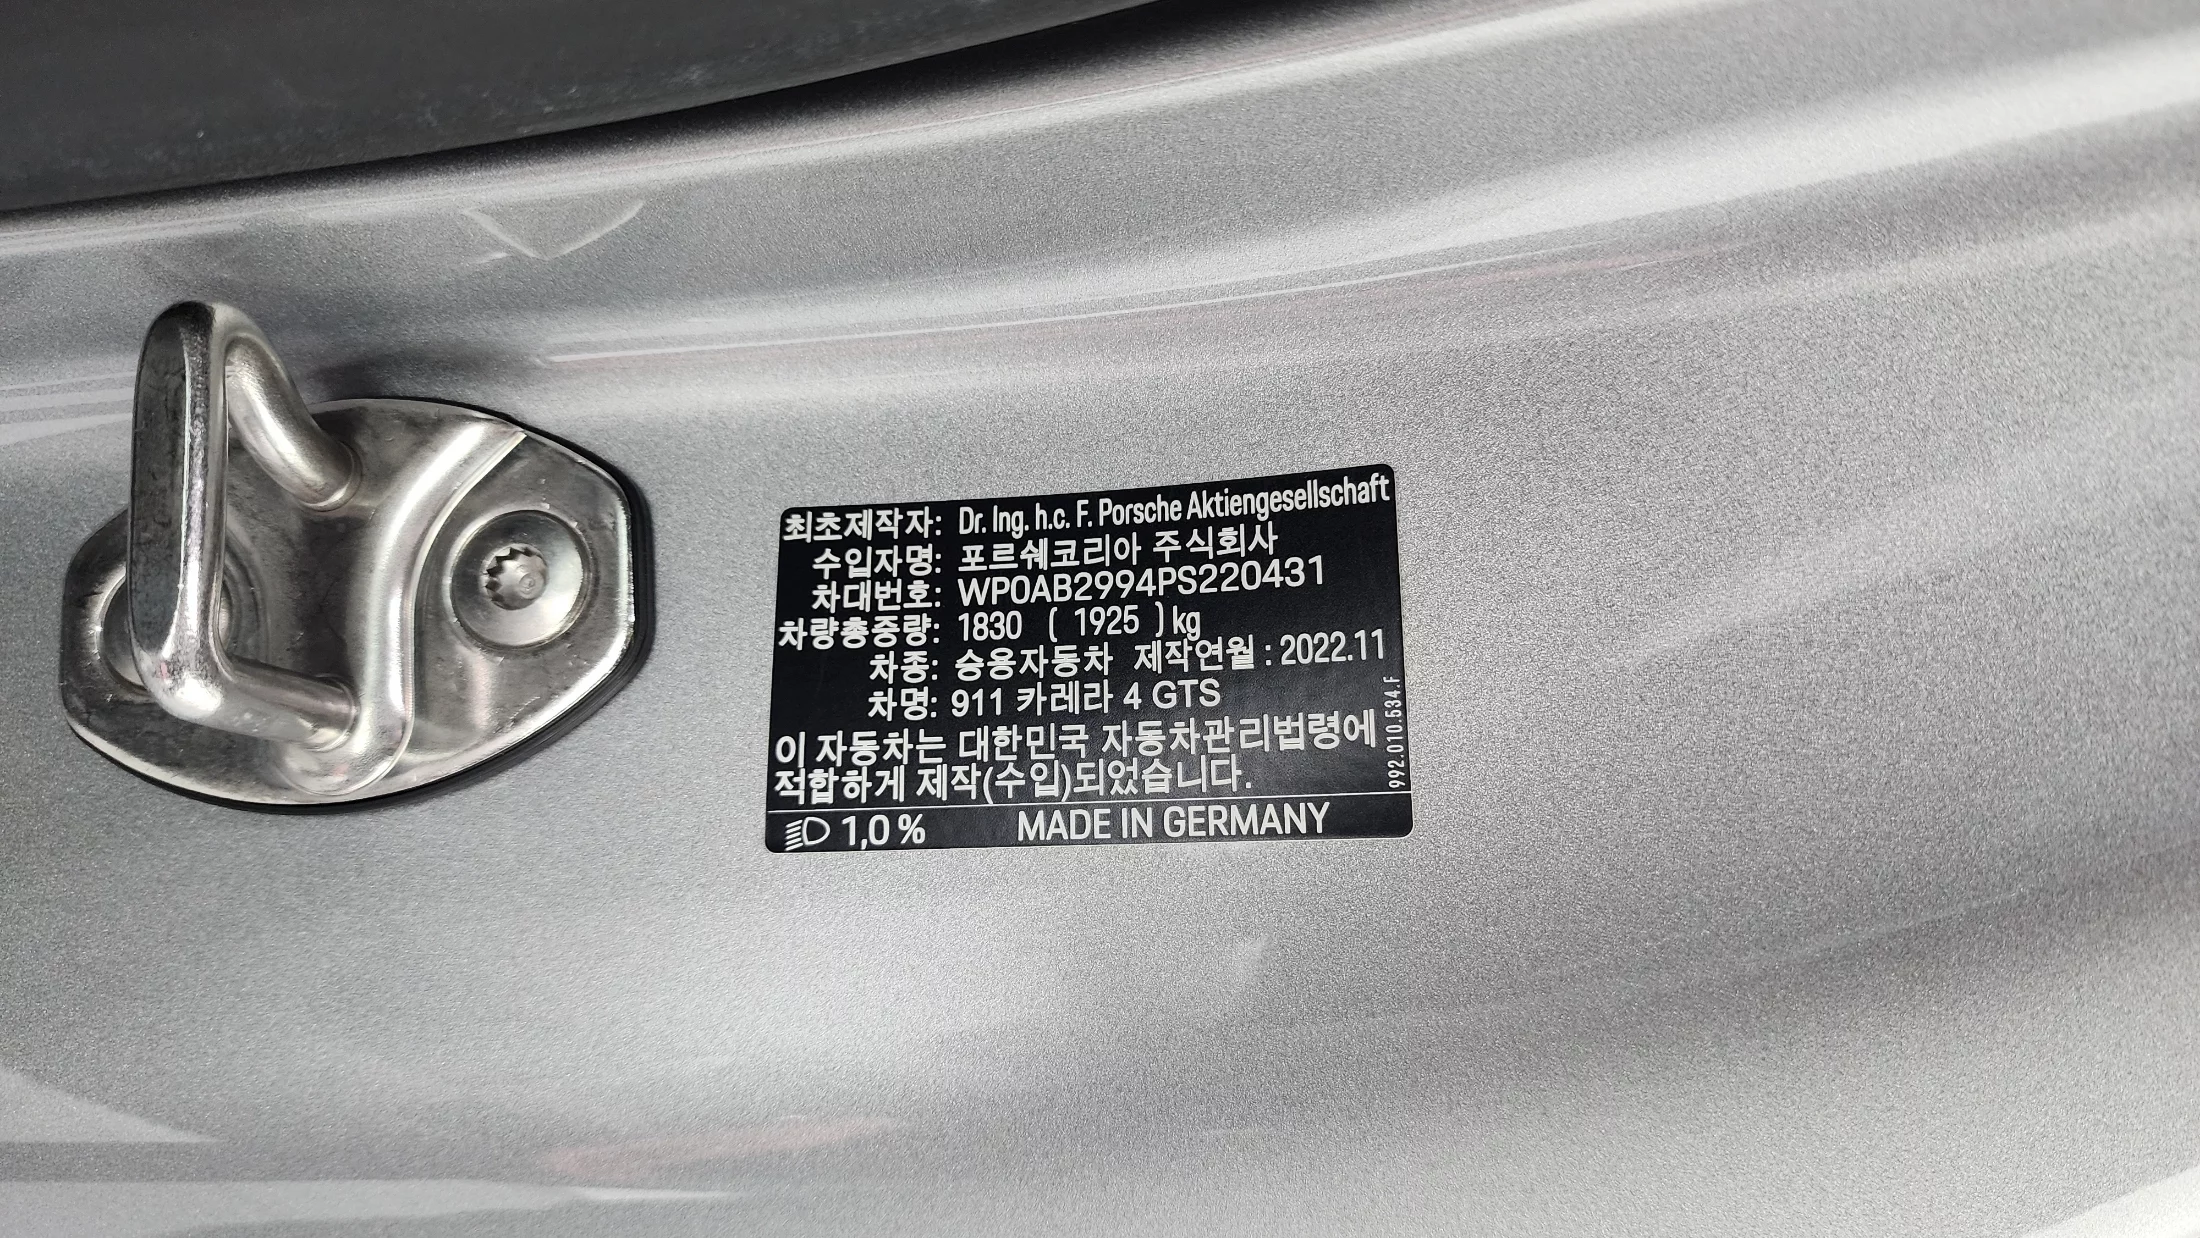 최초제작자: Dr. Ing. h.c. F. Porsche Aktiengesellschaft
수입자명: 포르쉐코리아 주식회사
차대번호: WP0AB2994PS220431
차량총중량: 1830 ( 1925 ) kg
차종: 승용자동차 제작연월 : 2022.11
차명: 911 카레라 4 GTS
이 자동차는 대한민국 자동차관리법령에
적합하게 제작(수입)되었습니다.
992.010.534.F
1,0 % MADE IN GERMANY